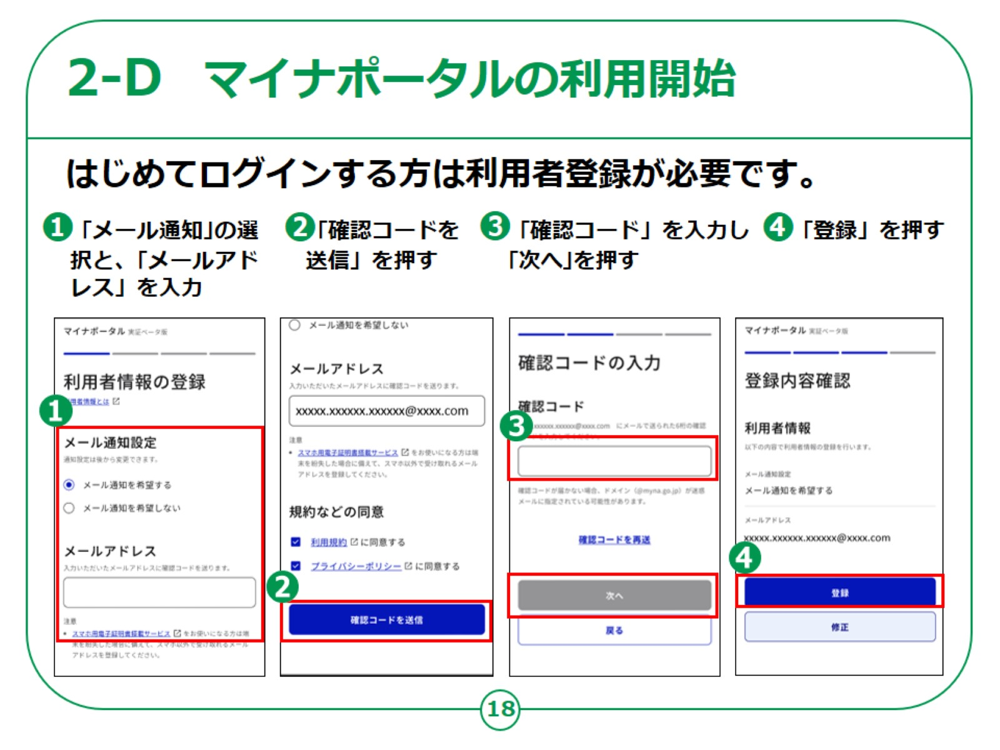 2-D マイナポータルの利用開始
はじめてログインする方は利用者登録が必要です。
1 「メール通知」の選
択と、「メールアド
レス」を入力
2 「確認コードを
送信」を押す
3 「確認コード」を入力し
「次へ」を押す
4 「登録」を押す
マイナポータル 実証ベータ版
利用者情報の登録
用者情報とは
1
メール通知設定
通知設定は後から変更できます。
メール通知を希望する
メール通知を希望しない
メールアドレス
入力いただいたメールアドレスに確認コードを送ります。
注意
・スマホ用電子証明書搭載サービス をお使いになる方は端
末を紛失した場合に備えて、スマホ以外で受け取れるメール
アドレスを登録してください。
メール通知を希望しない
メールアドレス
入力いただいたメールアドレスに確認コードを送ります。
xxxxx.xxxxxx.xxxxxx@xxxx.com
注意
・スマホ用電子証明書搭載サービス をお使いになる方は端
末を紛失した場合に備えて、スマホ以外で受け取れるメール
アドレスを登録してください。
規約などの同意
利用規約 に同意する
プライバシーポリシー に同意する
2
確認コードを送信
確認コードの入力
確認コード
3
xxxxx.xxxxxx@xxxx.com にメールで送られた6桁の確認
確認コードが届かない場合、ドメイン（@myna.go.jp）が迷惑
メールに指定されている可能性があります。
確認コードを再送
次へ
戻る
マイナポータル 実証ベータ版
登録内容確認
利用者情報
以下の内容で利用者情報の登録を行います。
メール通知設定
メール通知を希望する
メールアドレス
xxxxx.xxxxxx.xxxxxx@xxxx.com
4
登録
修正
18